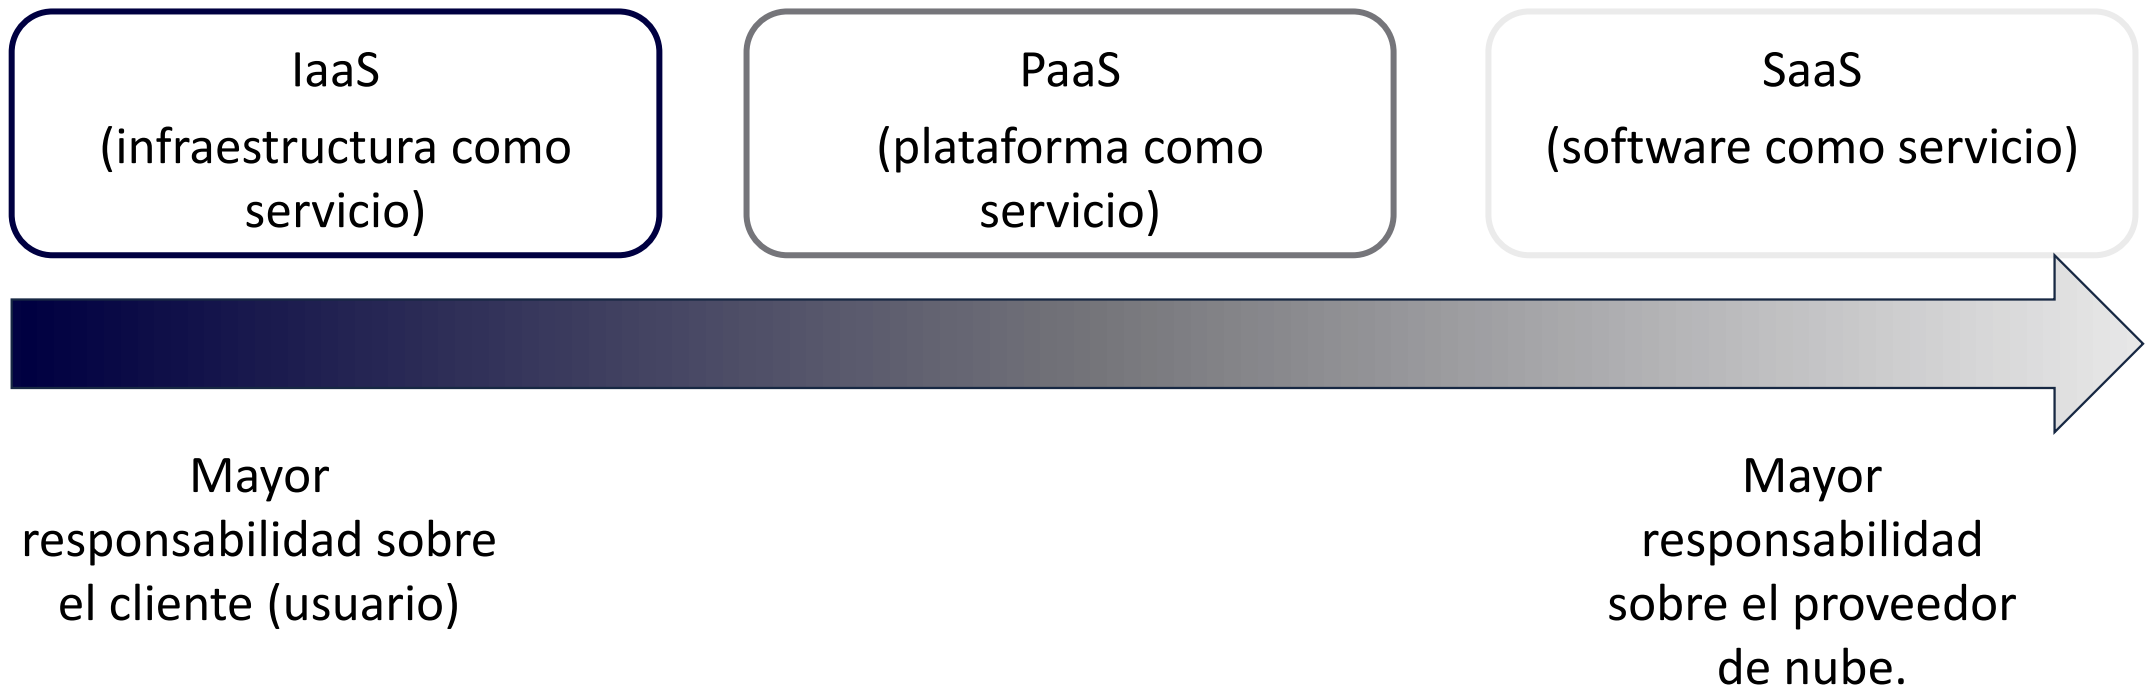 IaaS
(infraestructura como
servicio)
PaaS
(plataforma como
servicio)
SaaS
(software como servicio)
Mayor
responsabilidad sobre
el cliente (usuario)
Mayor
responsabilidad
sobre el proveedor
de nube.